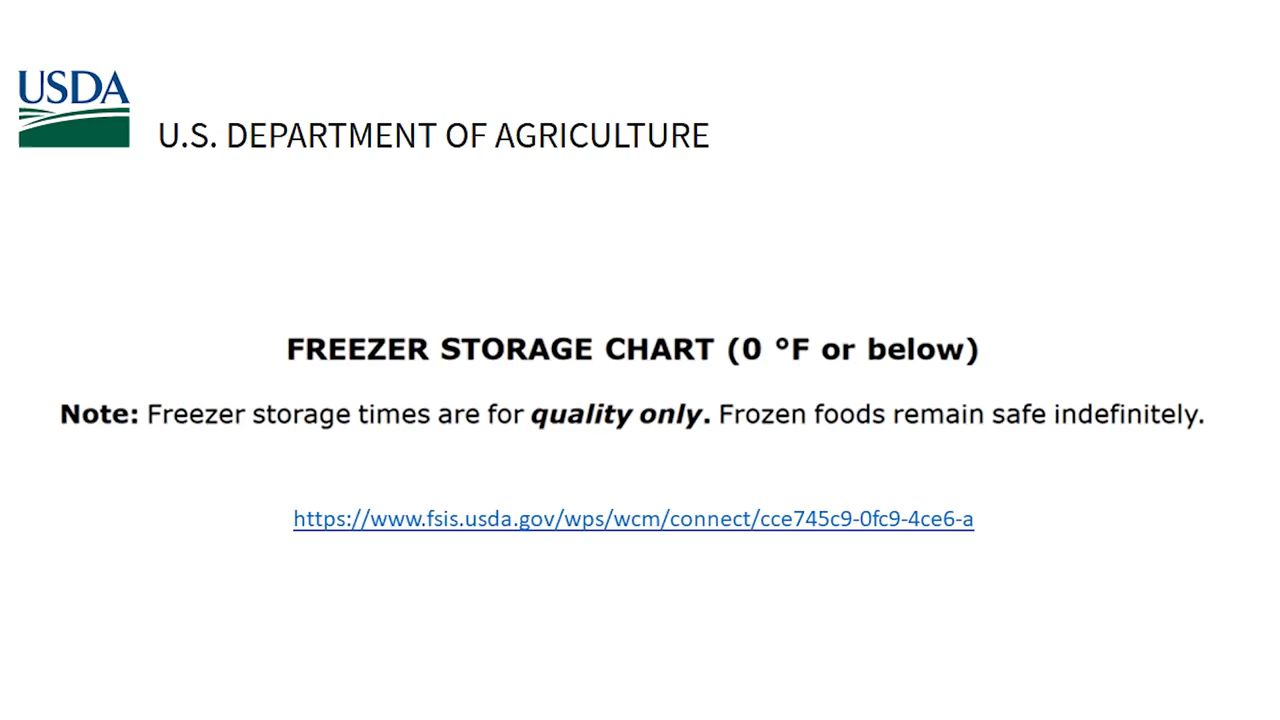 USDA
U.S. DEPARTMENT OF AGRICULTURE
FREEZER STORAGE CHART (0 °F or below)
Note: Freezer storage times are for quality only. Frozen foods remain safe indefinitely.
https://www.fsis.usda.gov/wps/wcm/connect/cce745c9-0fc9-4ce6-a